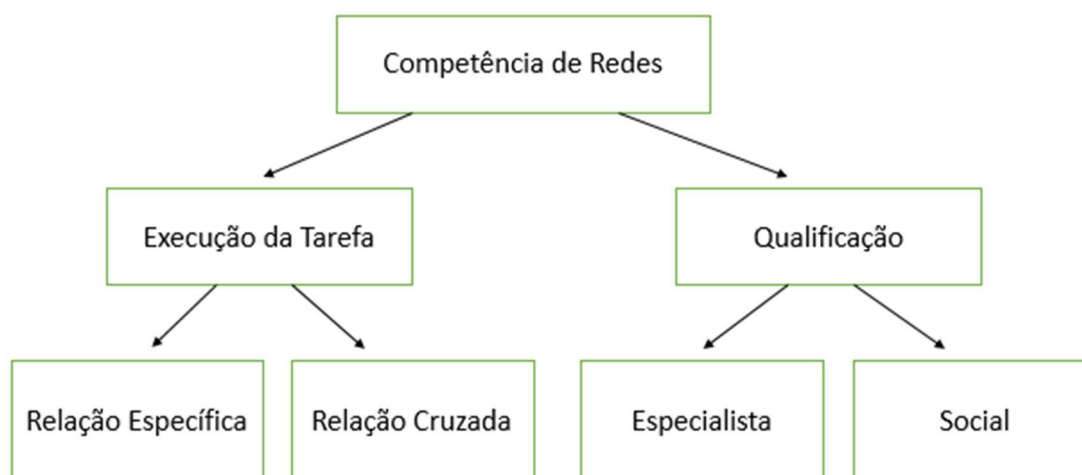 Competência de Redes
Execução da Tarefa
Qualificação
Relação Específica
Relação Cruzada
Especialista
Social